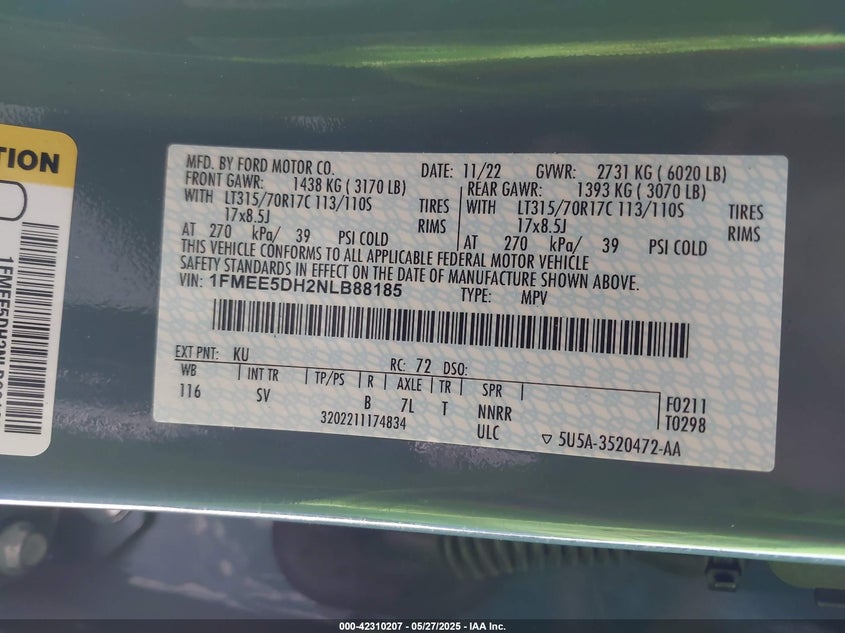 TION
1FMEE5DH2NLB88185
MFD. BY FORD MOTOR CO. DATE: 11/22 GVWR: 2731 KG ( 6020 LB)
FRONT GAWR: 1438 KG ( 3170 LB) REAR GAWR: 1393 KG ( 3070 LB)
WITH LT315/70R17C 113/110S TIRES WITH LT315/70R17C 113/110S TIRES
17x8.5J RIMS 17x8.5J RIMS
AT 270 kPa/ 39 PSI COLD AT 270 kPa/ 39 PSI COLD
THIS VEHICLE CONFORMS TO ALL APPLICABLE FEDERAL MOTOR VEHICLE
SAFETY STANDARDS IN EFFECT ON THE DATE OF MANUFACTURE SHOWN ABOVE.
VIN: 1FMEE5DH2NLB88185 TYPE: MPV
EXT PNT: KU RC: 72 DSO:
WB INT TR TP/PS R AXLE TR SPR
116 SV B 7L T NNRR F0211
3202211174834 ULC T0298
5U5A-3520472-AA
000-42310207 - 05/27/2025 - IAA Inc.